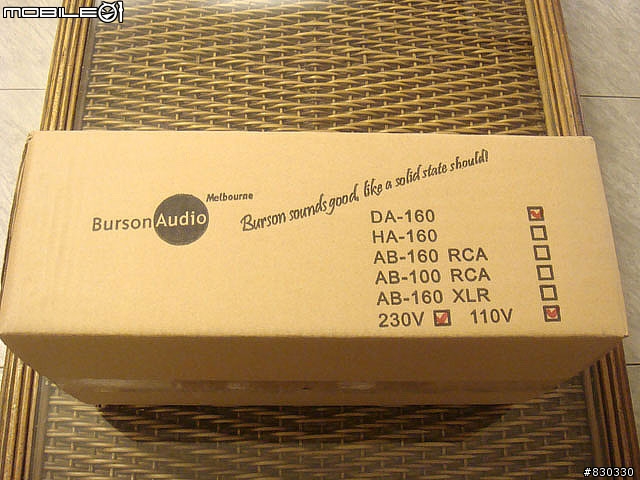 MOBILE01
Melbourne
Burson Audio
Burson sounds good, like a solid state should!
DA-160
HA-160
AB-160 RCA
AB-100 RCA
AB-160 XLR
230V 110V
#830330